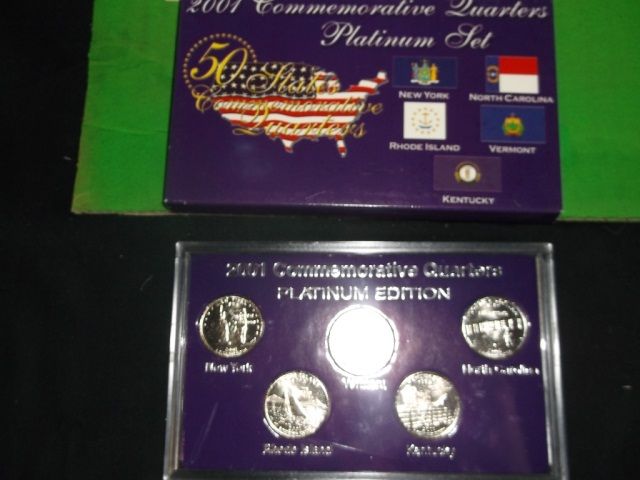 2001 Commemorative Quarters
Platinum Set
50 States
Commemorative
Quarters
NEW YORK
NORTH CAROLINA
RHODE ISLAND
VERMONT
KENTUCKY
2001 Commemorative Quarters
PLATINUM EDITION
New York
Vermont
North Carolina
Rhode Island
Kentucky